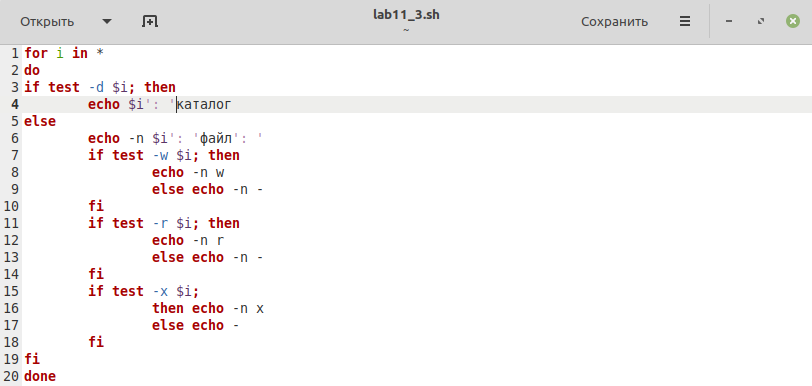 Открыть lab11_3.sh Сохранить
~
1 for i in *
2 do
3 if test -d $i; then
4         echo $i': 'каталог
5 else
6         echo -n $i': 'файл': '
7         if test -w $i; then
8                 echo -n w
9                 else echo -n -
10         fi
11         if test -r $i; then
12                 echo -n r
13                 else echo -n -
14         fi
15         if test -x $i;
16                 then echo -n x
17                 else echo -
18         fi
19 fi
20 done